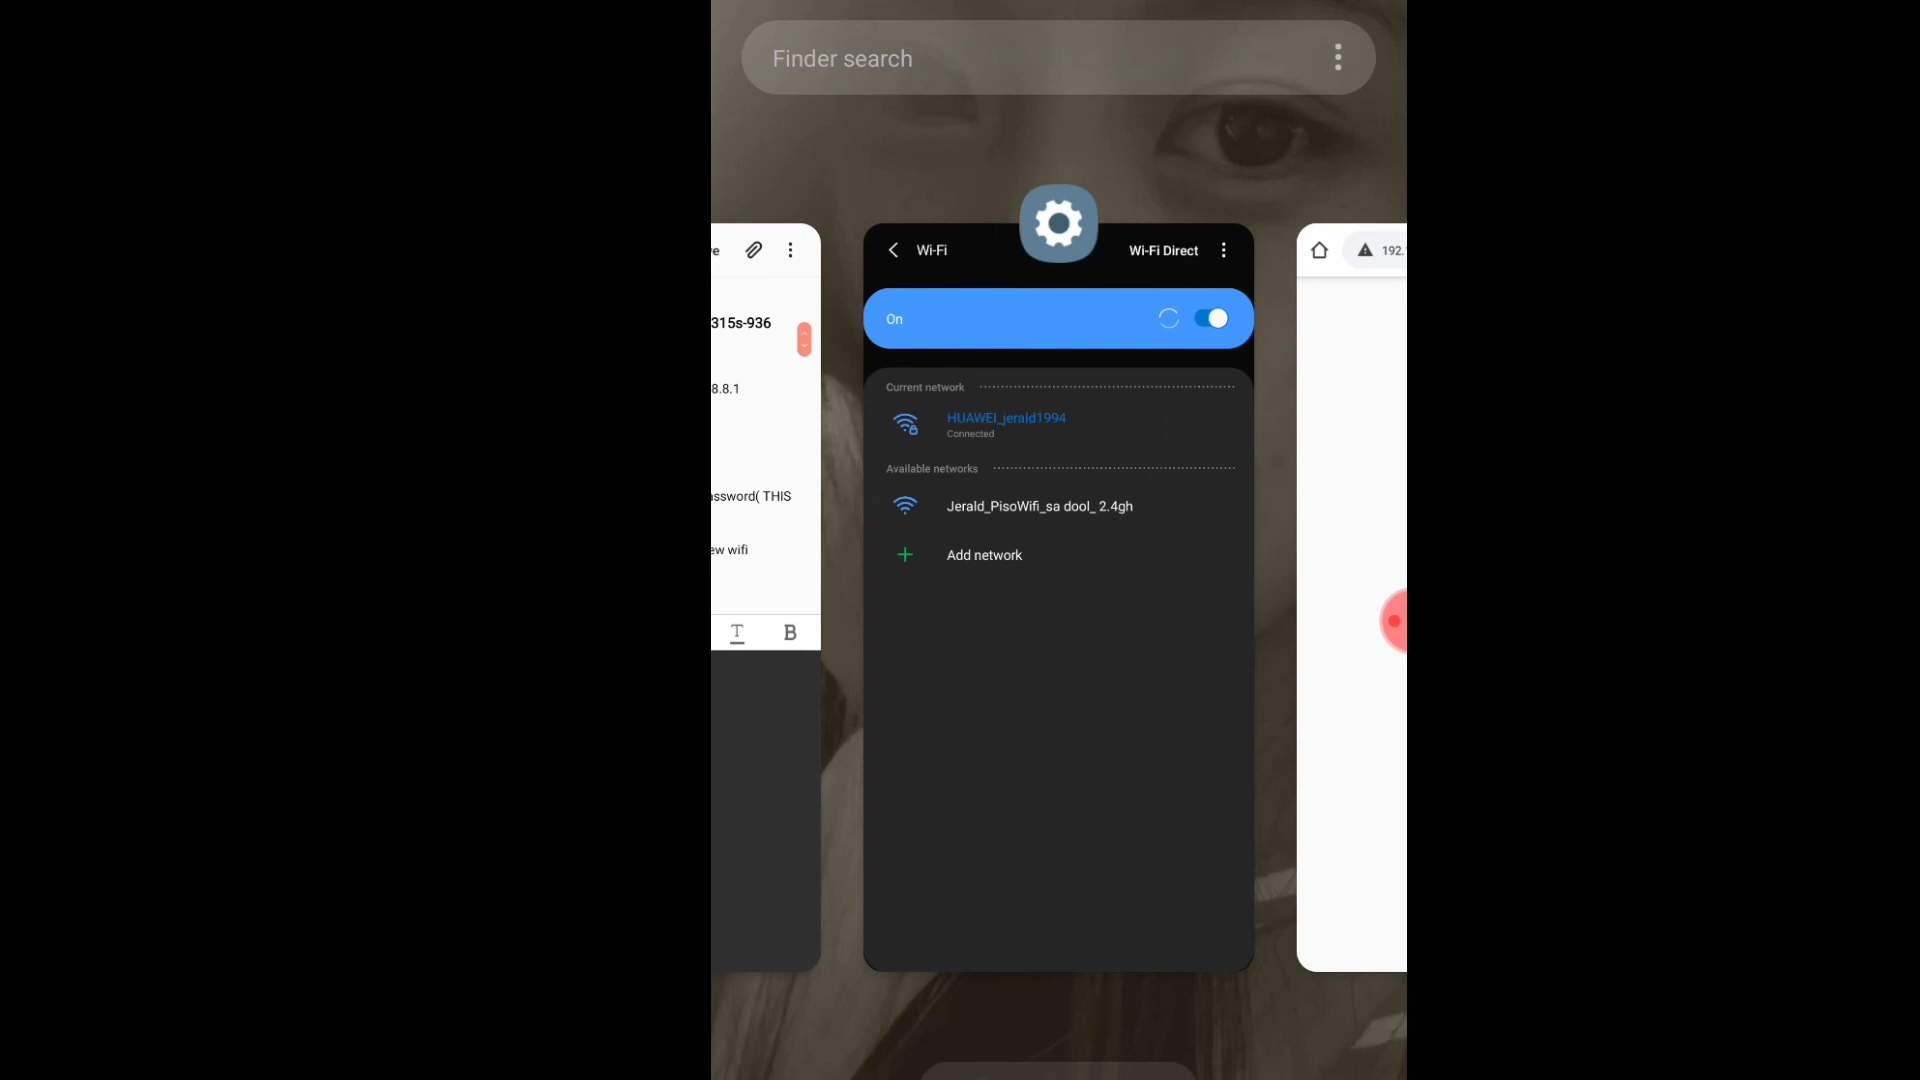 Finder search
315s-936
8.8.1
assword( THIS
ew wifi
T B
Wi-Fi
Wi-Fi Direct
On
Current network
HUAWEI_jerald1994
Connected
Available networks
Jerald_PisoWifi_sa dool_ 2.4gh
Add network
192.